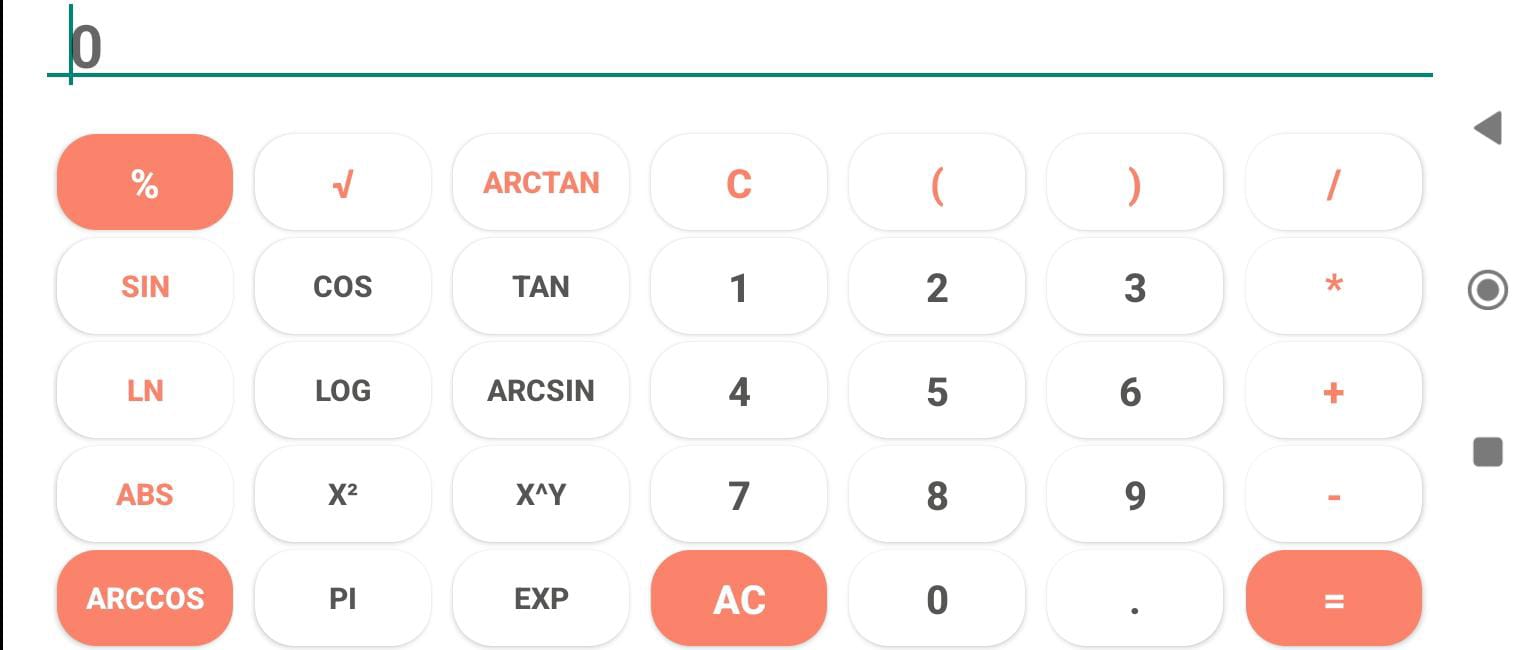 0
% √ ARCTAN C ( ) /
SIN COS TAN 1 2 3 *
LN LOG ARCSIN 4 5 6 +
ABS X² X^Y 7 8 9 -
ARCCOS PI EXP AC 0 . =